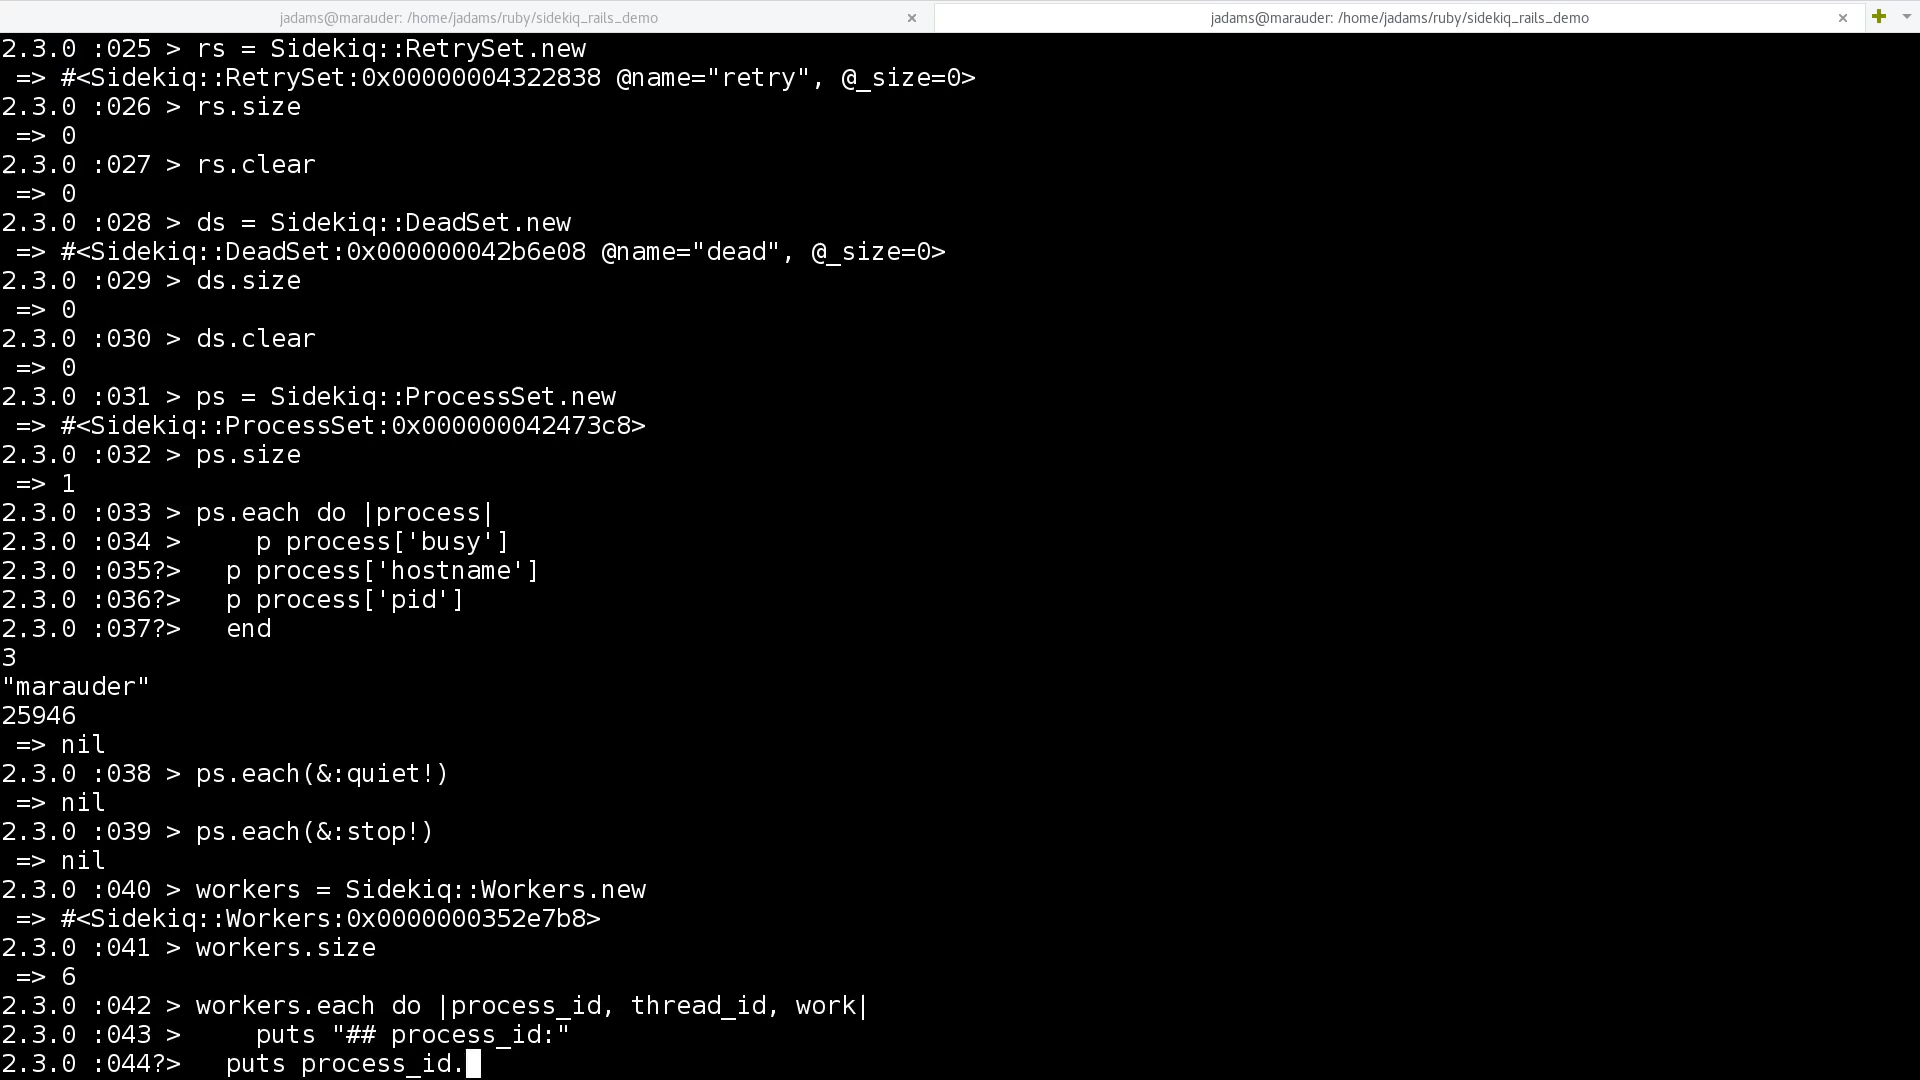 jadams@marauder: /home/jadams/ruby/sidekiq_rails_demo × jadams@marauder: /home/jadams/ruby/sidekiq_rails_demo ×
2.3.0 :025 > rs = Sidekiq::RetrySet.new
 => #<Sidekiq::RetrySet:0x00000004322838 @name="retry", @_size=0>
2.3.0 :026 > rs.size
 => 0
2.3.0 :027 > rs.clear
 => 0
2.3.0 :028 > ds = Sidekiq::DeadSet.new
 => #<Sidekiq::DeadSet:0x000000042b6e08 @name="dead", @_size=0>
2.3.0 :029 > ds.size
 => 0
2.3.0 :030 > ds.clear
 => 0
2.3.0 :031 > ps = Sidekiq::ProcessSet.new
 => #<Sidekiq::ProcessSet:0x000000042473c8>
2.3.0 :032 > ps.size
 => 1
2.3.0 :033 > ps.each do |process|
2.3.0 :034 >     p process['busy']
2.3.0 :035?>   p process['hostname']
2.3.0 :036?>   p process['pid']
2.3.0 :037?>   end
3
"marauder"
25946
 => nil
2.3.0 :038 > ps.each(&:quiet!)
 => nil
2.3.0 :039 > ps.each(&:stop!)
 => nil
2.3.0 :040 > workers = Sidekiq::Workers.new
 => #<Sidekiq::Workers:0x0000000352e7b8>
2.3.0 :041 > workers.size
 => 6
2.3.0 :042 > workers.each do |process_id, thread_id, work|
2.3.0 :043 >     puts "## process_id:"
2.3.0 :044?>   puts process_id.